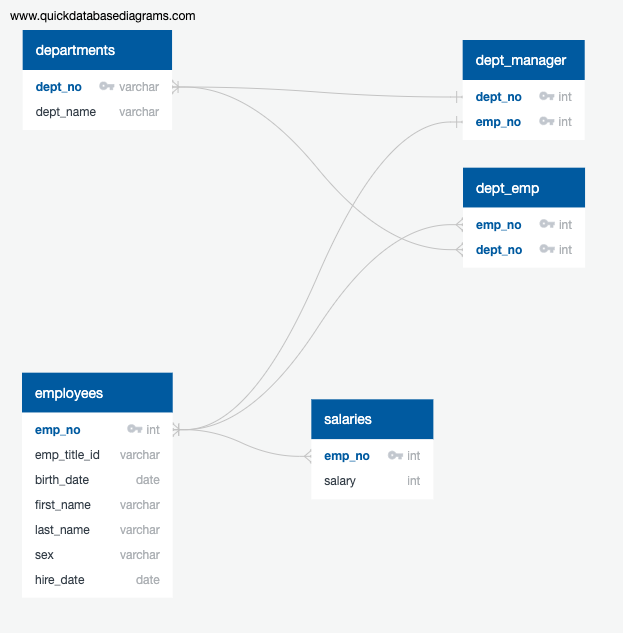 www.quickdatabasediagrams.com
departments
dept_no varchar
dept_name varchar
dept_manager
dept_no int
emp_no int
dept_emp
emp_no int
dept_no int
employees
emp_no int
emp_title_id varchar
birth_date date
first_name varchar
last_name varchar
sex varchar
hire_date date
salaries
emp_no int
salary int